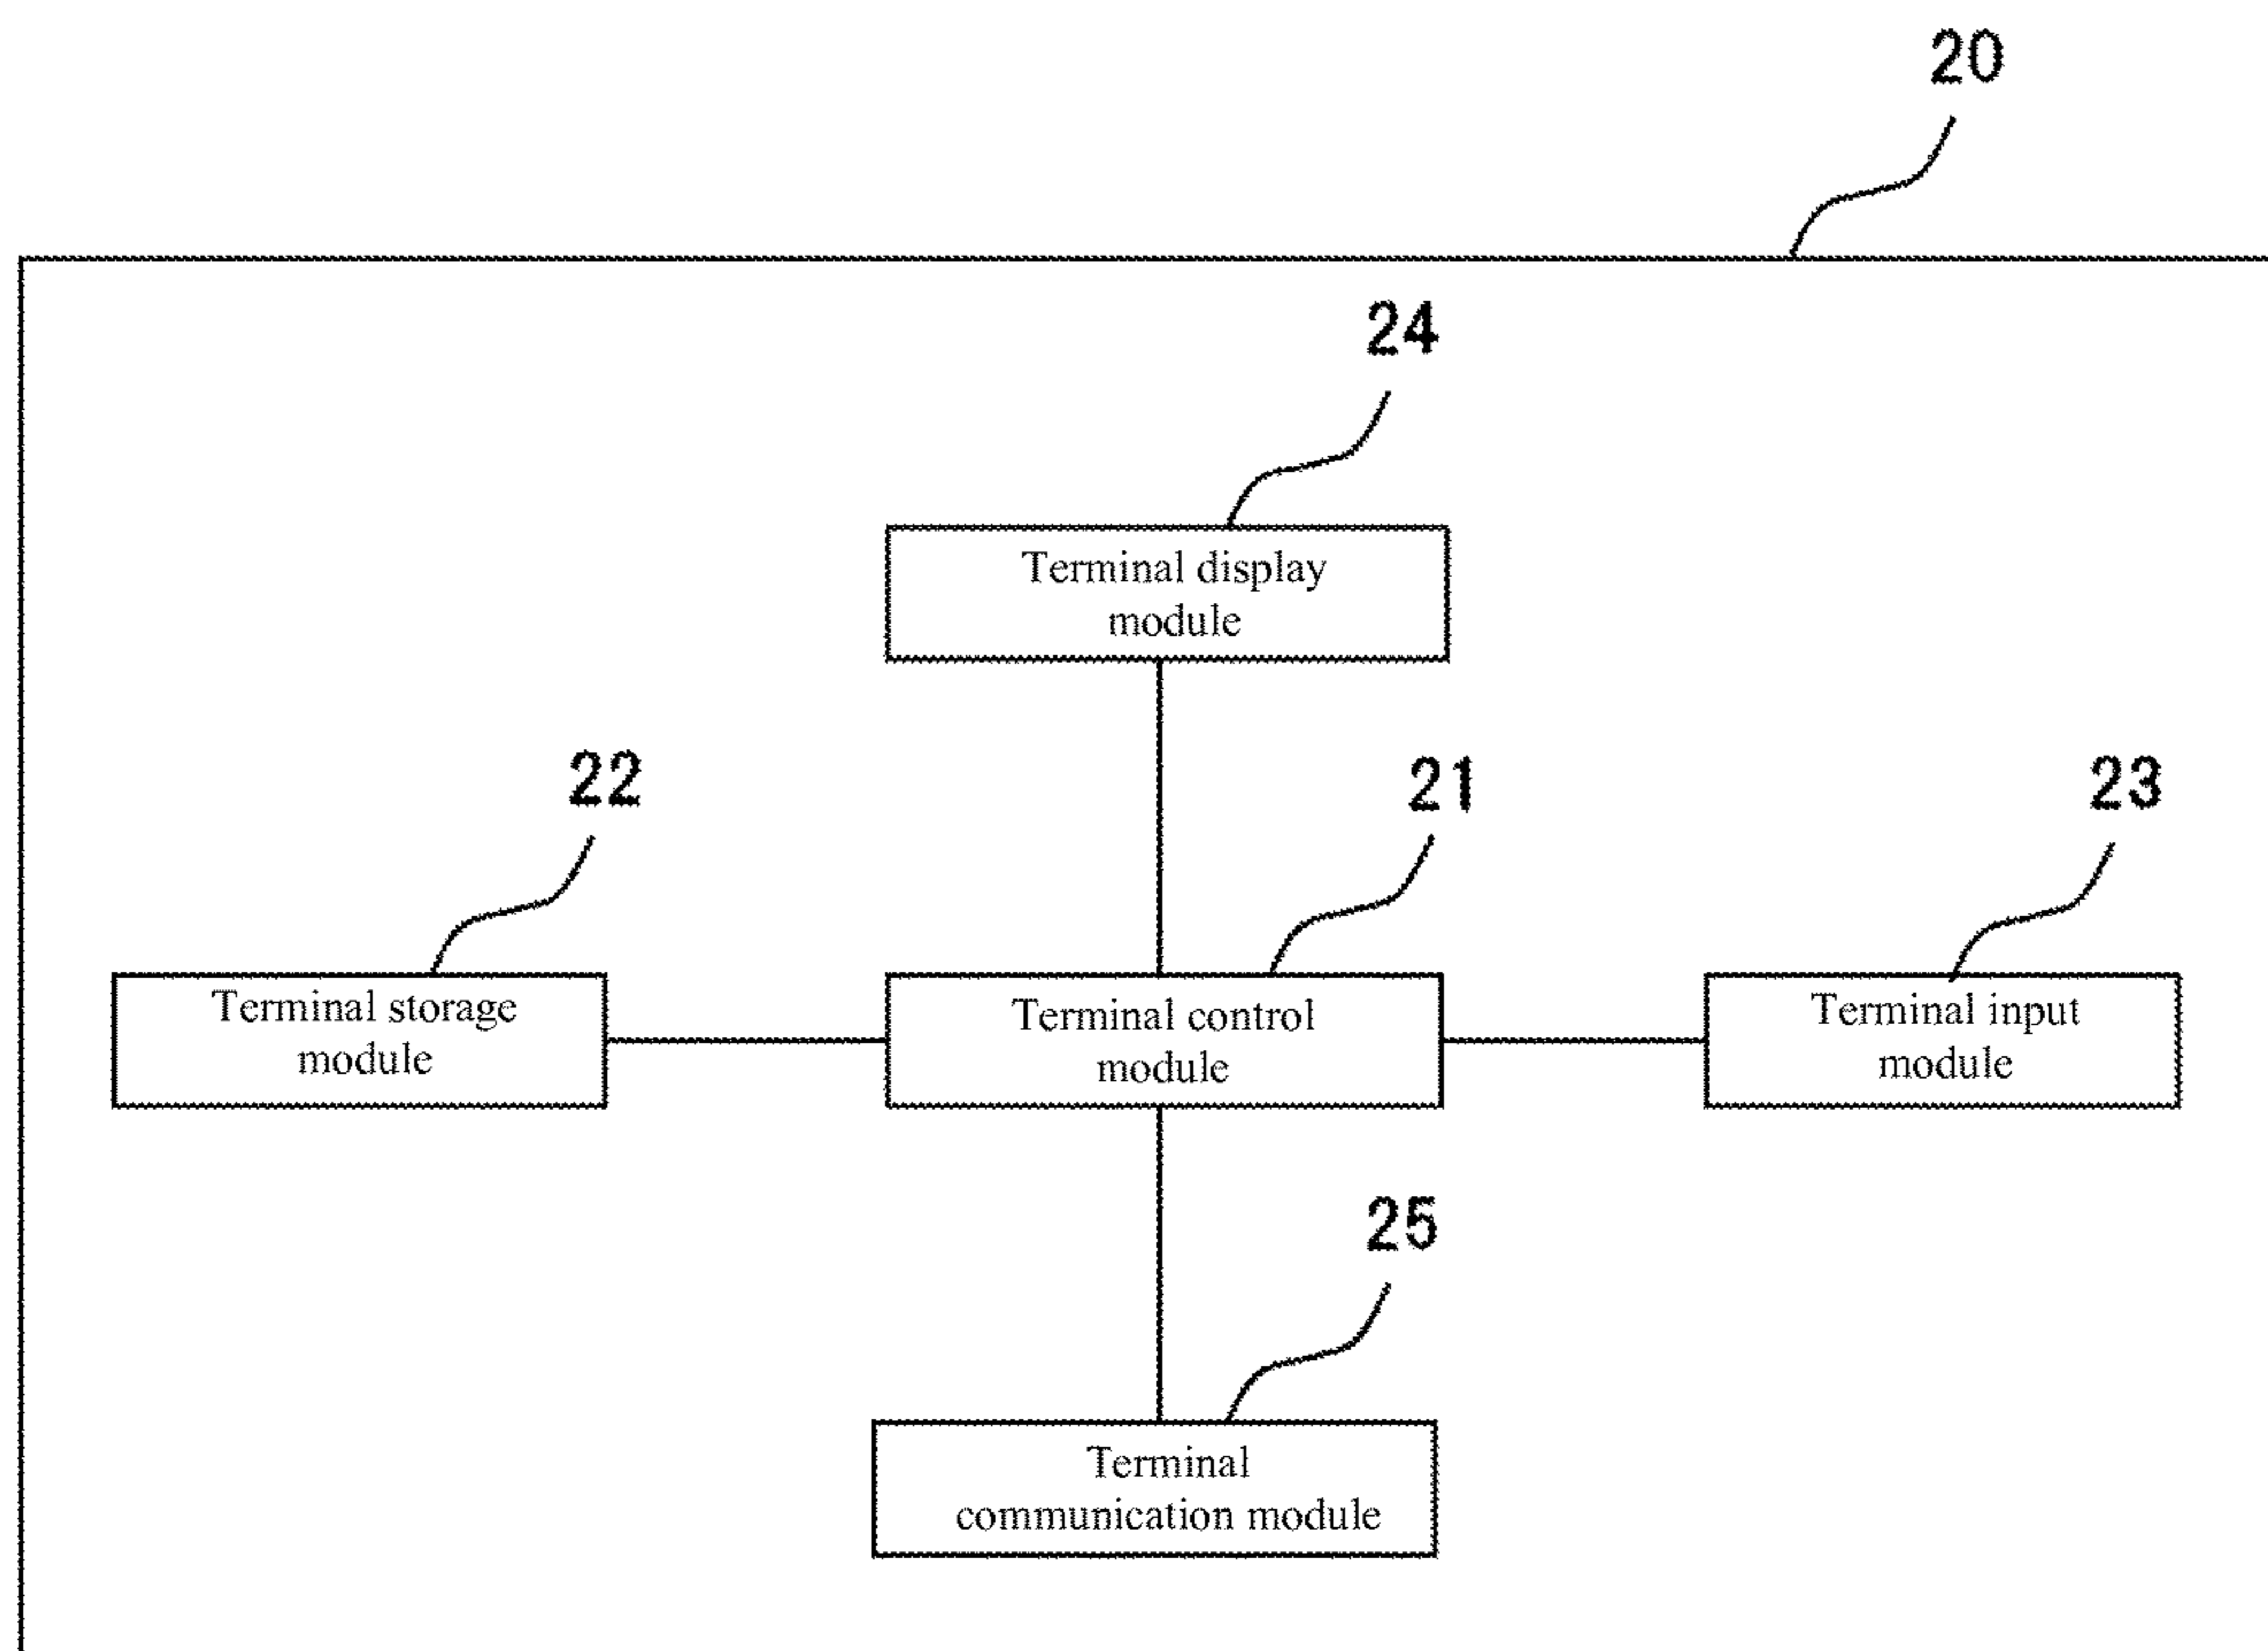 20
24
Terminal display
module
22
21
23
Terminal storage
module
Terminal control
module
Terminal input
module
25
Terminal
communication module